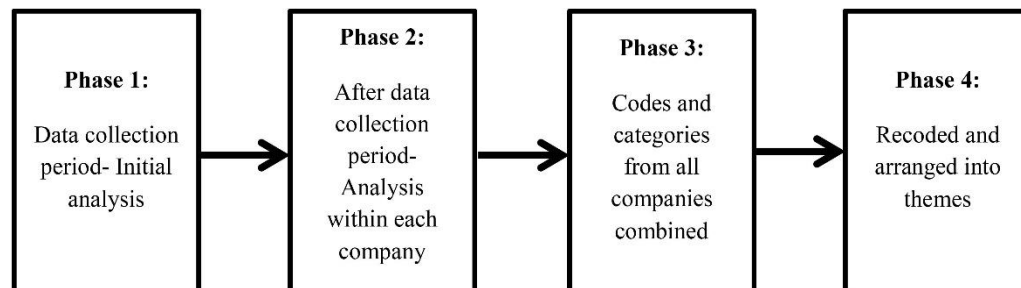 Phase 1:
Data collection
period- Initial
analysis
Phase 2:
After data
collection
period-
Analysis
within each
company
Phase 3:
Codes and
categories
from all
companies
combined
Phase 4:
Recoded and
arranged into
themes